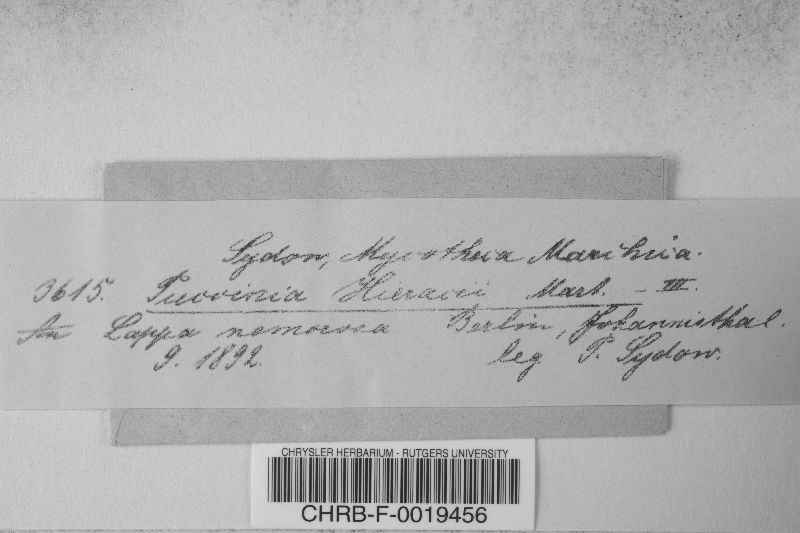 Sydow, Mycotheca Marchica.
3615. Puccinia Hieracii Mart. - III.
An Lappa nemorosa Berlin, Johannisthal.
9. 1892. leg. P. Sydow.
CHRYSLER HERBARIUM - RUTGERS UNIVERSITY
CHRB-F-0019456